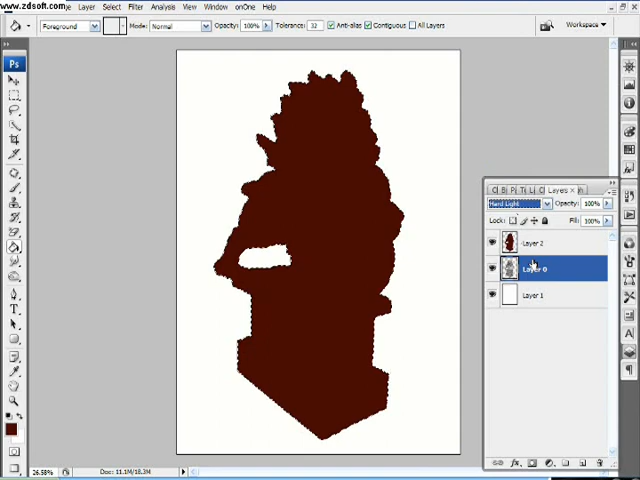 www.zdsoft.com
Layer Select Filter Analysis View Window onOne Help
Foreground Mode: Normal Opacity: 100% Tolerance: 32 Anti-alias Contiguous All Layers Workspace
Ps
Layers
Hard Light Opacity: 100%
Lock: Fill: 100%
Layer 2
Layer 0
Layer 1
26.58% Doc: 11.1M/18.3M